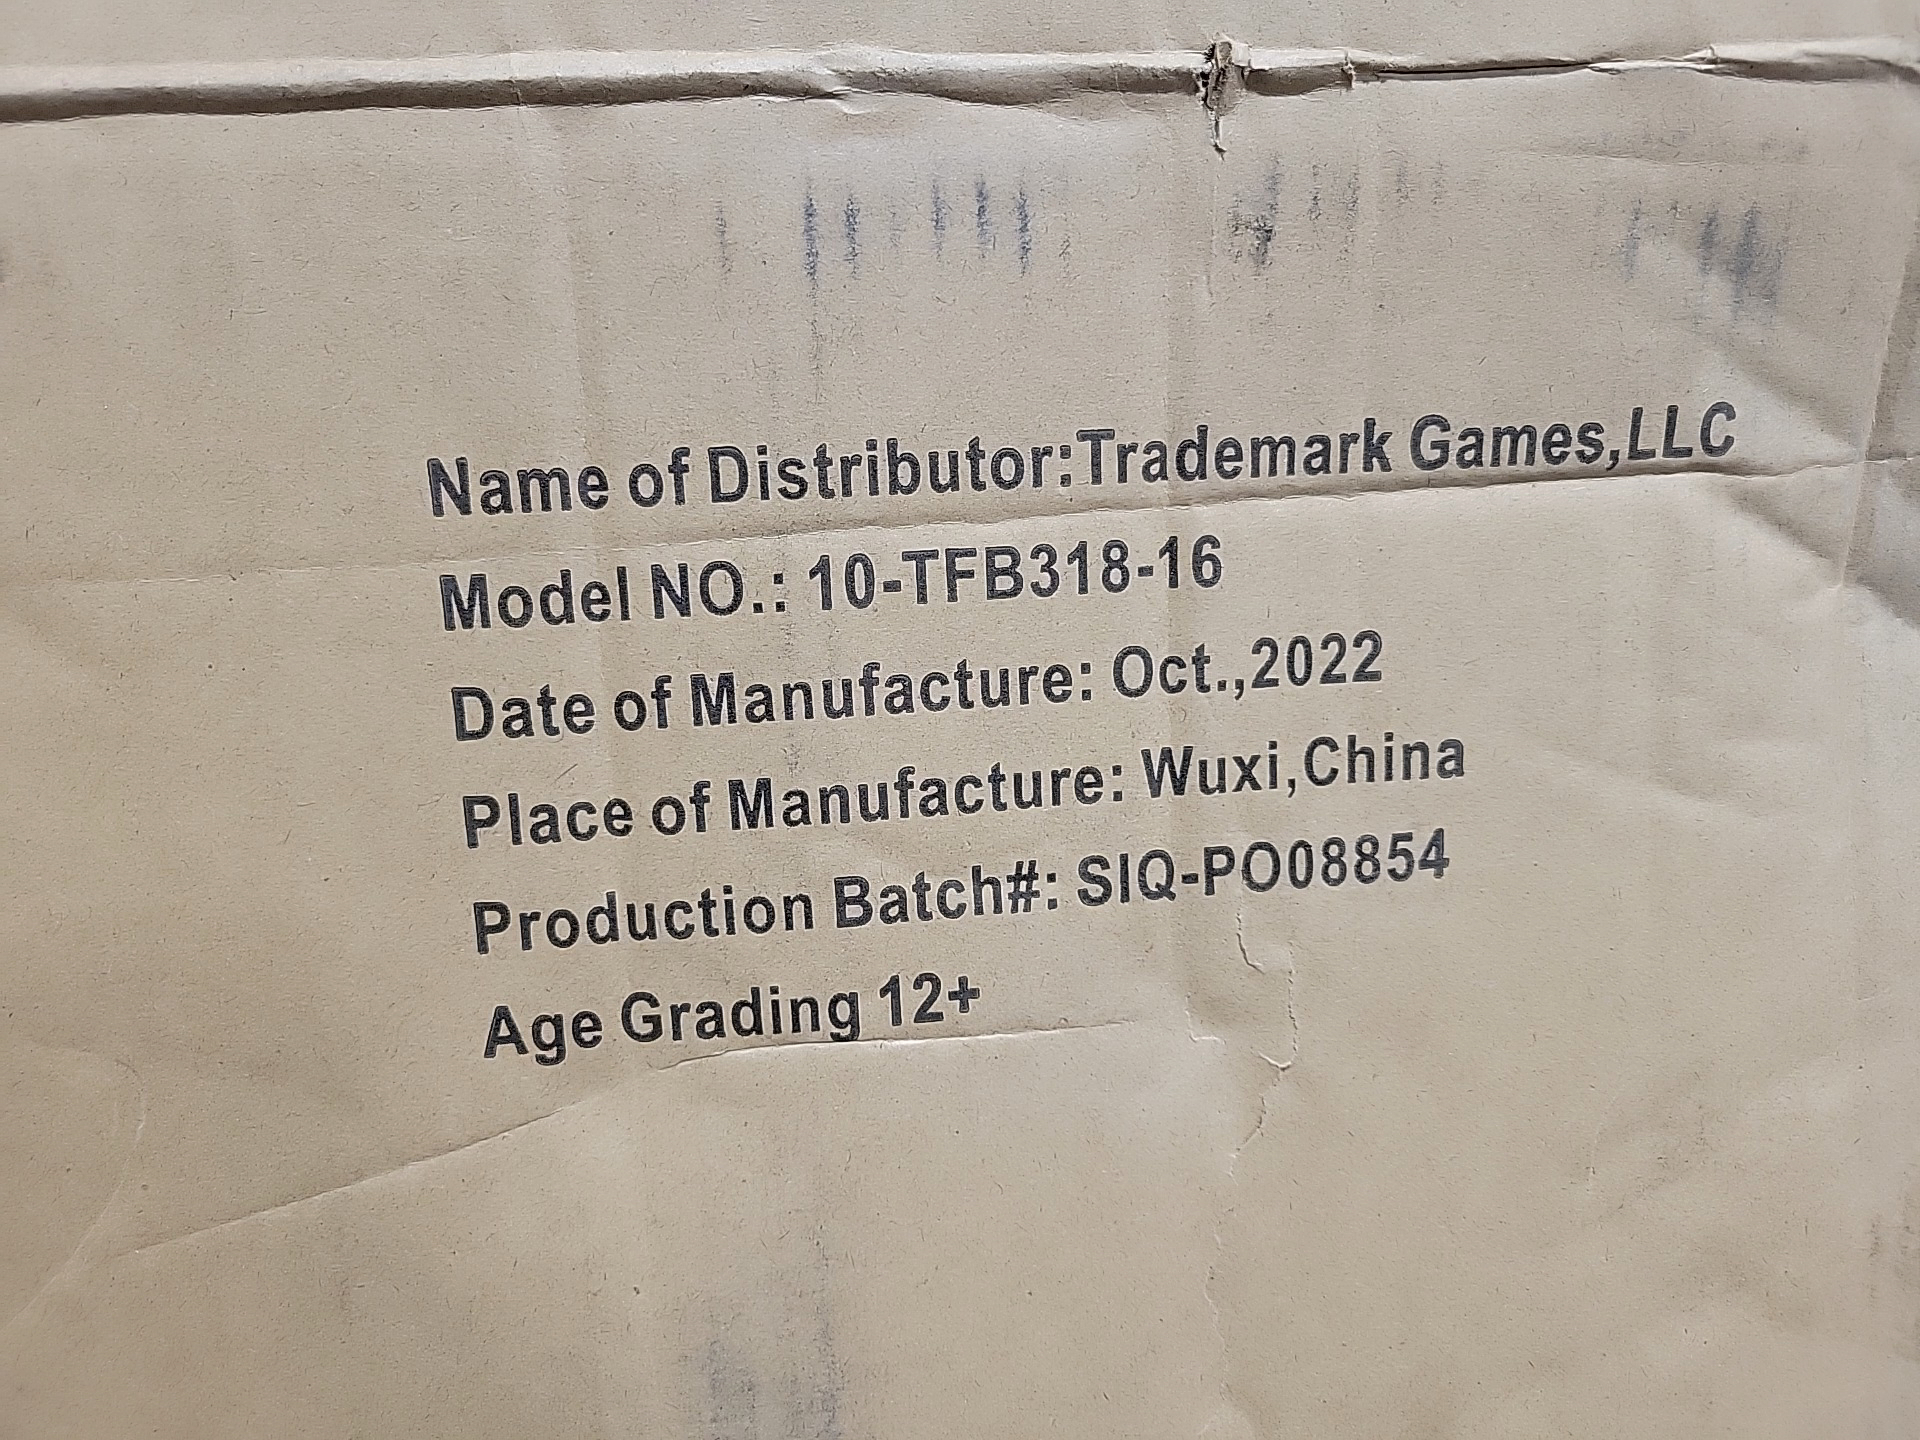 Name of Distributor:Trademark Games,LLC
Model NO.: 10-TFB318-16
Date of Manufacture: Oct.,2022
Place of Manufacture: Wuxi,China
Production Batch#: SIQ-PO08854
Age Grading 12+